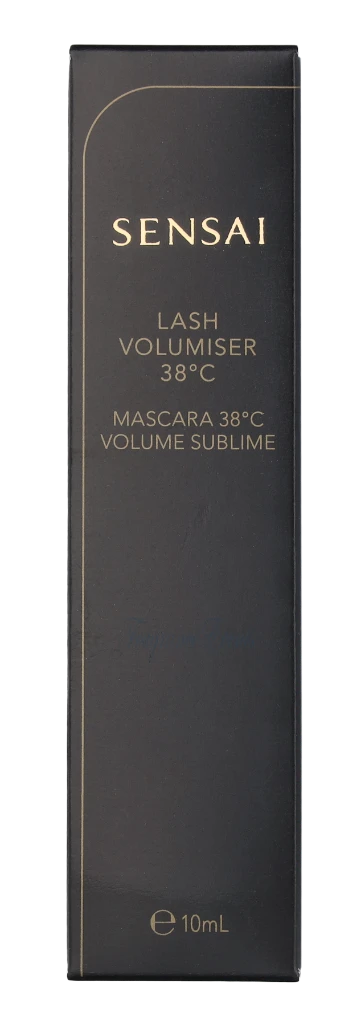 SENSAI
LASH
VOLUMISER
38°C
MASCARA 38°C
VOLUME SUBLIME
℮ 10mL